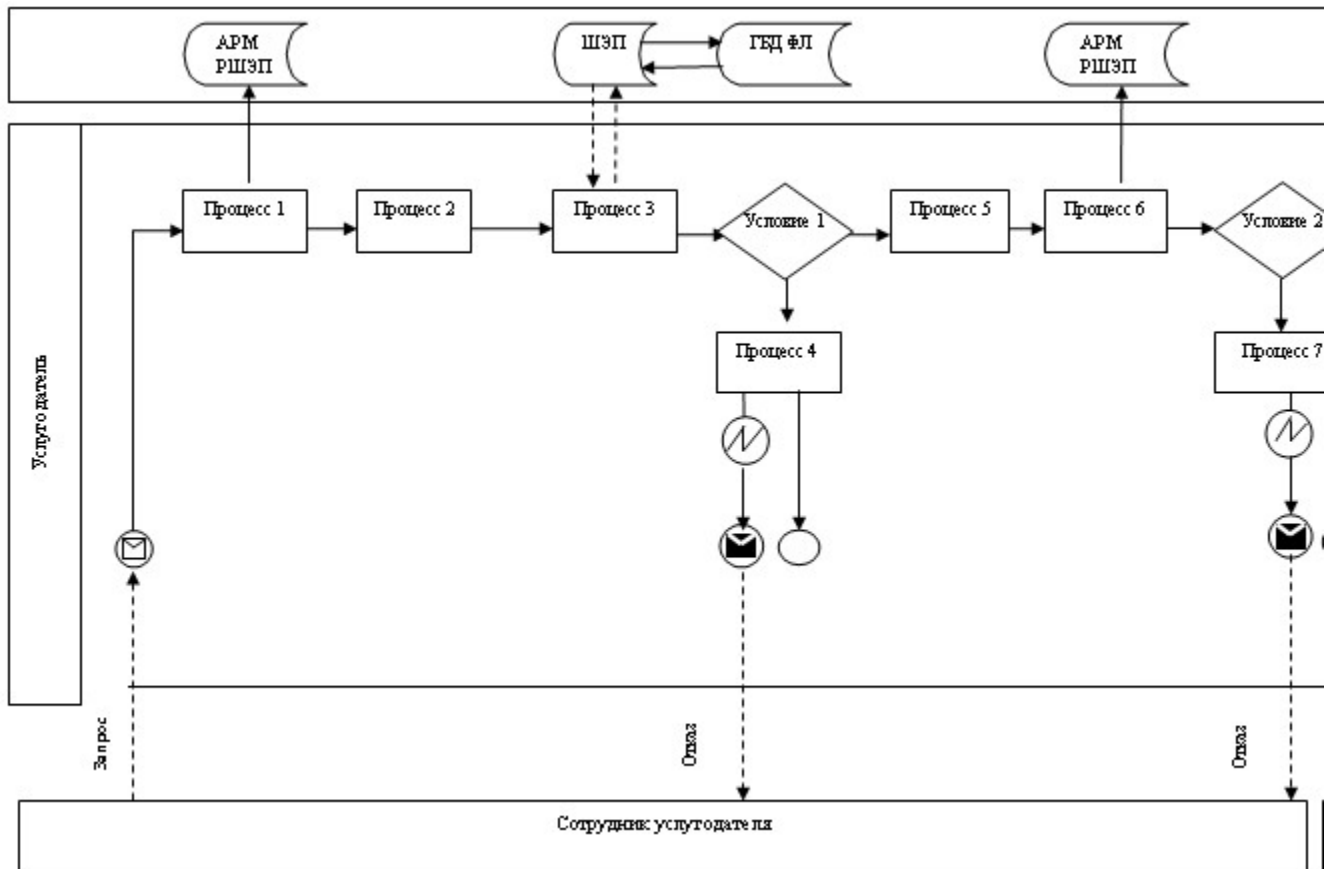 АРМ
РШЭП
ШЭП
ГБД ФЛ
АРМ
РШЭП
Процесс 1
Процесс 2
Процесс 3
Условие 1
Процесс 5
Процесс 6
Условие 2
Процесс 4
Процесс 7
Услугодатель
Запрос
Отказ
Отказ
Сотрудник услугодателя